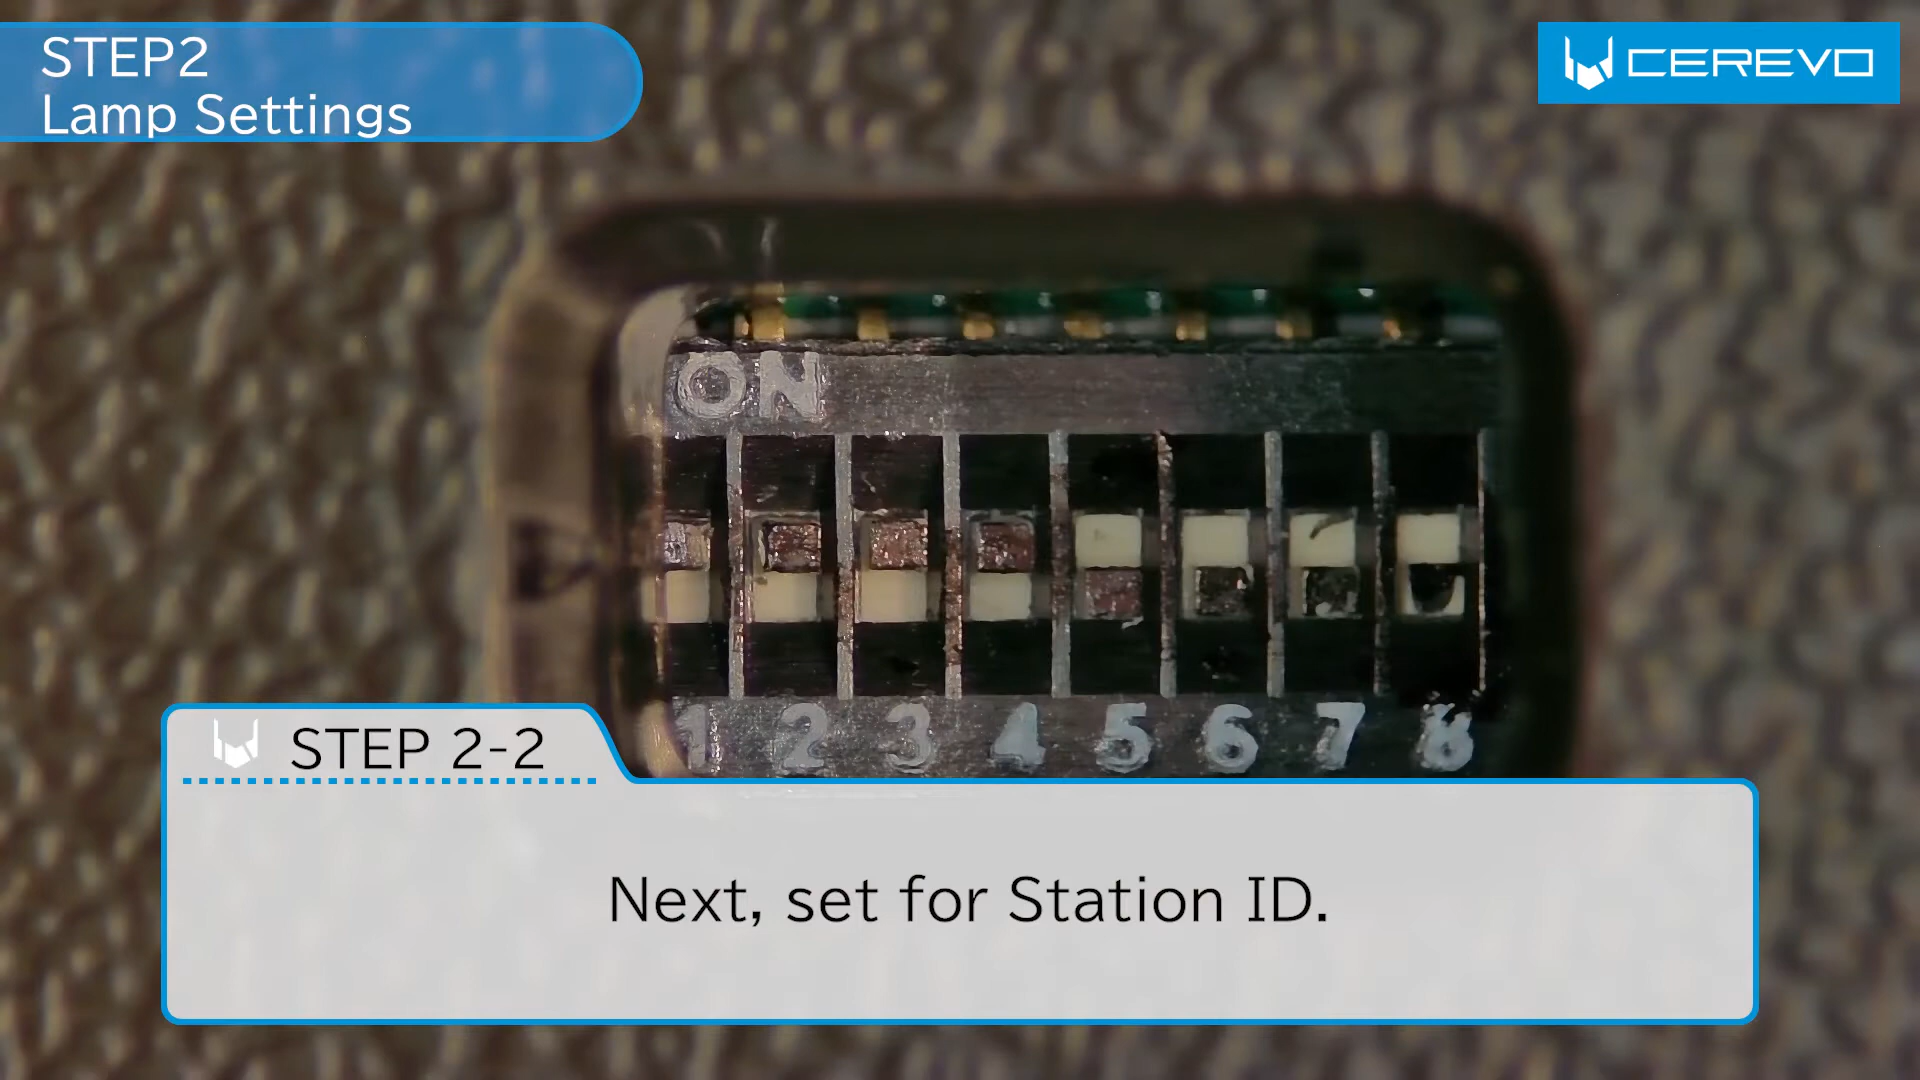 STEP2
Lamp Settings
CEREVO
ON
1 2 3 4 5 6 7 8
STEP 2-2
Next, set for Station ID.